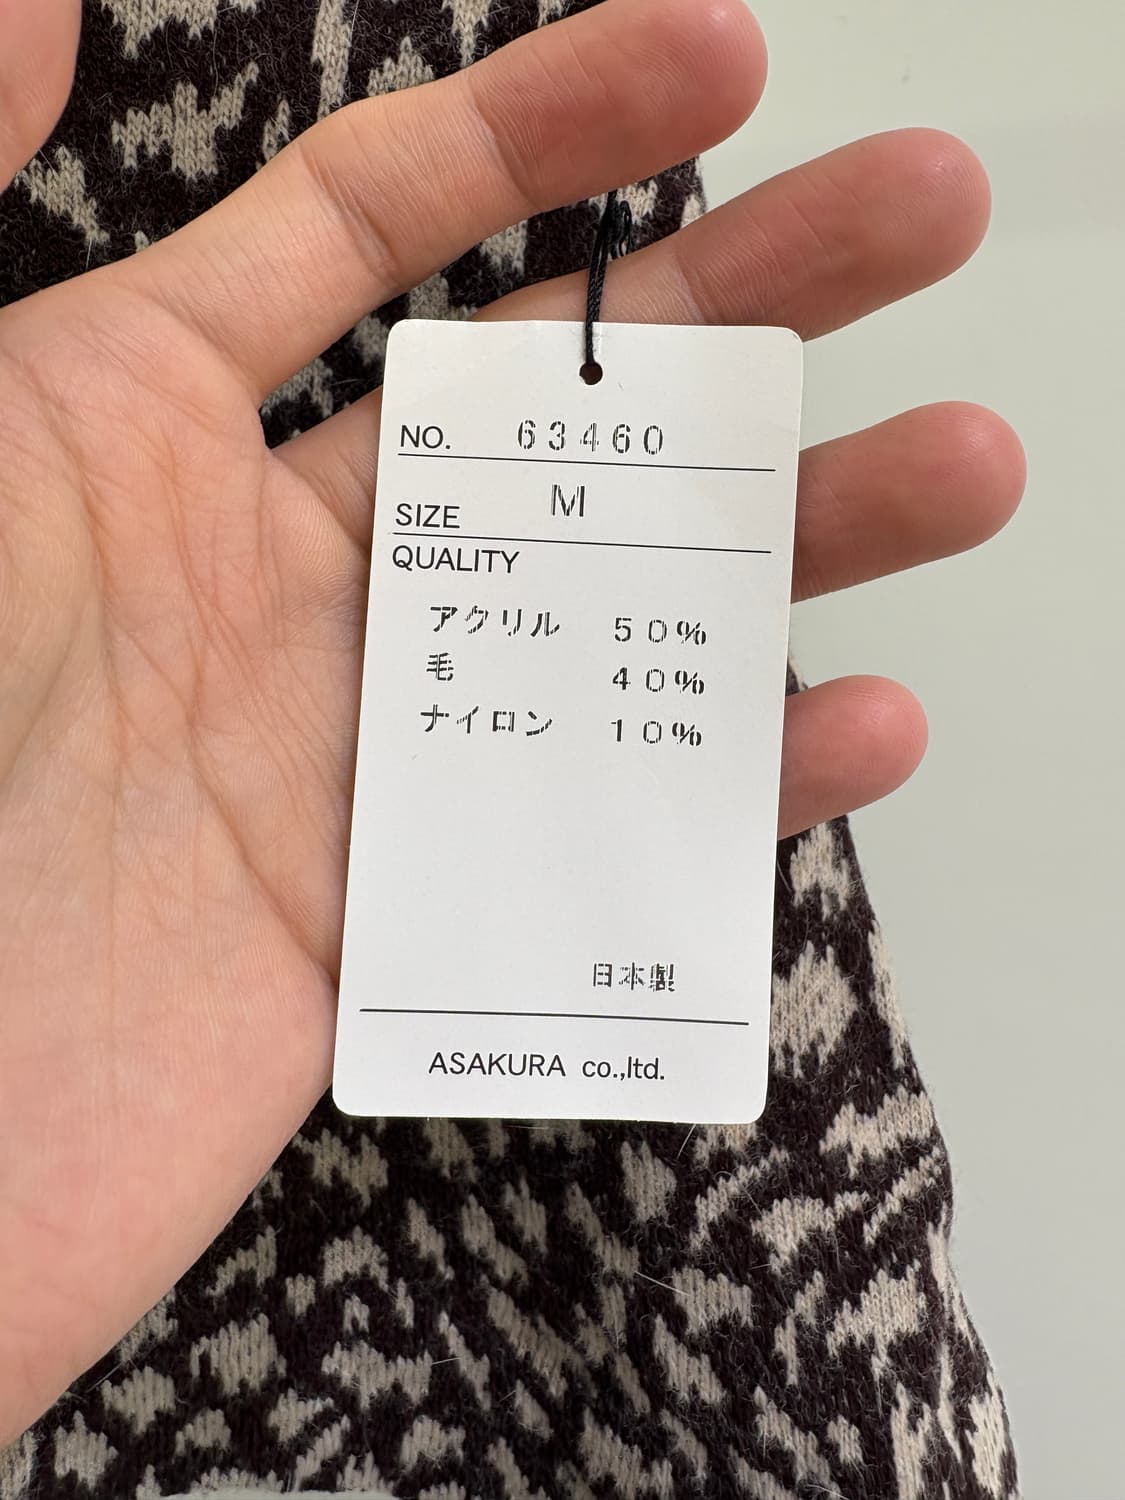 NO. 63460
SIZE M
QUALITY
アクリル 50%
毛 40%
ナイロン 10%
日本製
ASAKURA co.,ltd.